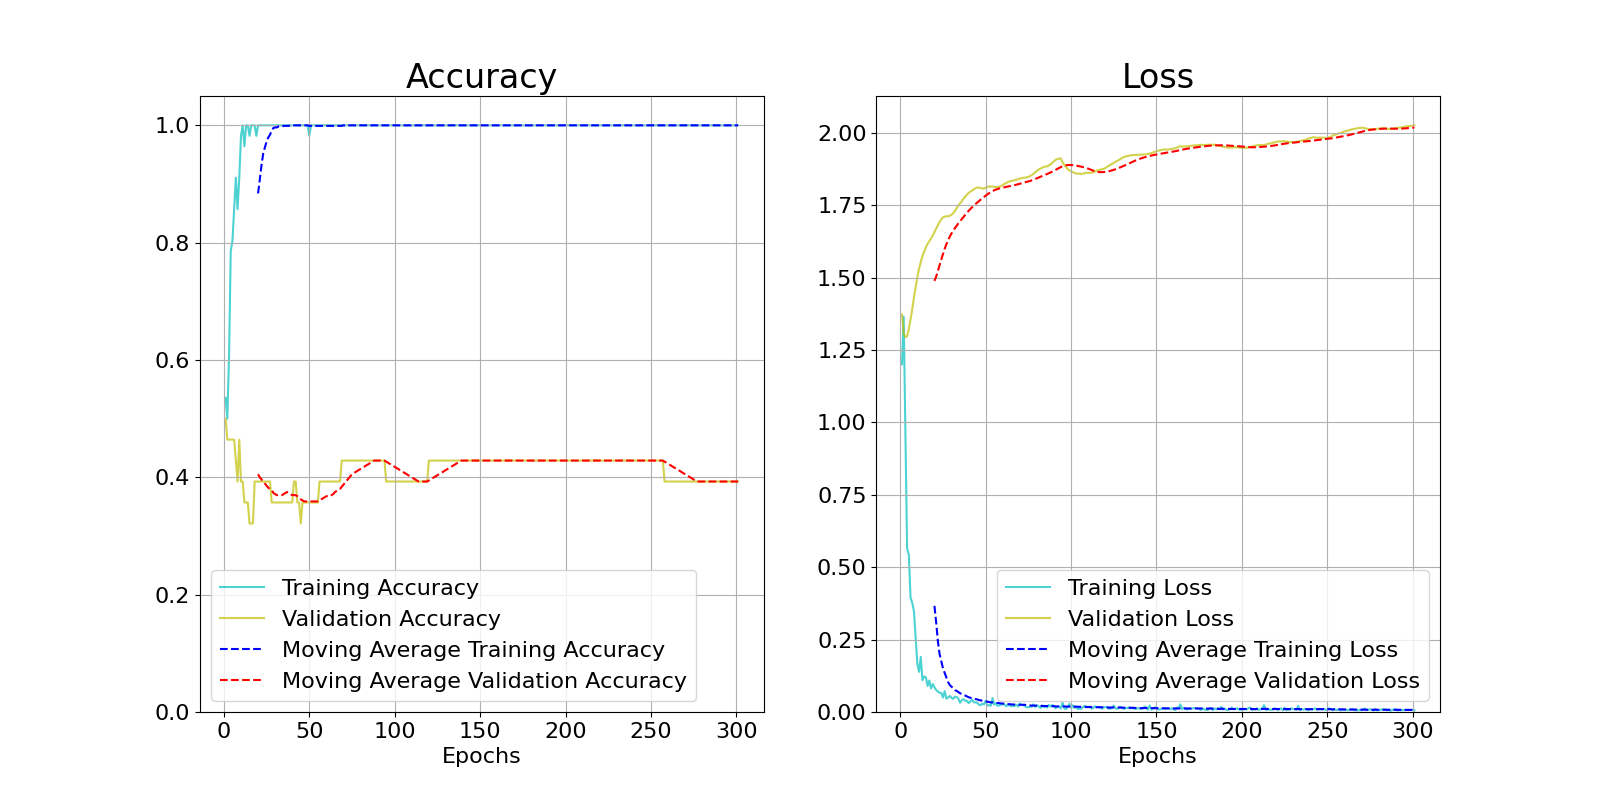 Accuracy
1.0
0.8
0.6
0.4
0.2
0.0
Training Accuracy
Validation Accuracy
Moving Average Training Accuracy
Moving Average Validation Accuracy
0 50 100 150 200 250 300
Epochs
Loss
2.00
1.75
1.50
1.25
1.00
0.75
0.50
0.25
0.00
Training Loss
Validation Loss
Moving Average Training Loss
Moving Average Validation Loss
0 50 100 150 200 250 300
Epochs